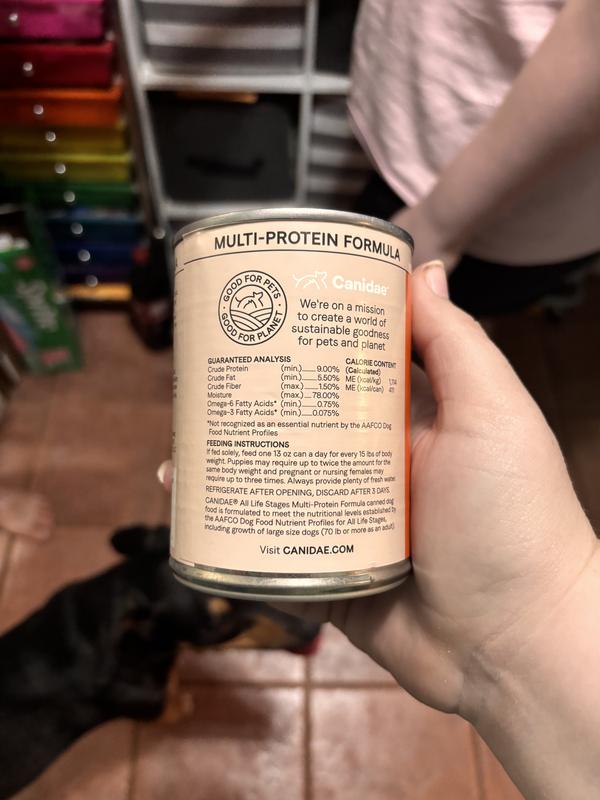 MULTI-PROTEIN FORMULA
GOOD FOR PETS
GOOD FOR PLANET
Canidae®
We're on a mission
to create a world of
sustainable goodness
for pets and planet
GUARANTEED ANALYSIS
Crude Protein (min.).....9.00%
Crude Fat (min.).....5.50%
Crude Fiber (max.).....1.50%
Moisture (max.).....78.00%
Omega-6 Fatty Acids* (min.).....0.75%
Omega-3 Fatty Acids* (min.).....0.075%
CALORIE CONTENT
(Calculated)
ME (kcal/kg)
ME (kcal/can)
*Not recognized as an essential nutrient by the AAFCO Dog
Food Nutrient Profiles
FEEDING INSTRUCTIONS
If fed solely, feed one 13 oz can a day for every 15 lbs of body
weight. Puppies may require up to twice the amount for the
same body weight and pregnant or nursing females may
require up to three times. Always provide plenty of fresh water.
REFRIGERATE AFTER OPENING, DISCARD AFTER 3 DAYS.
CANIDAE® All Life Stages Multi-Protein Formula canned dog
food is formulated to meet the nutritional levels established by
the AAFCO Dog Food Nutrient Profiles for All Life Stages,
including growth of large size dogs (70 lb or more as an adult).
Visit CANIDAE.COM